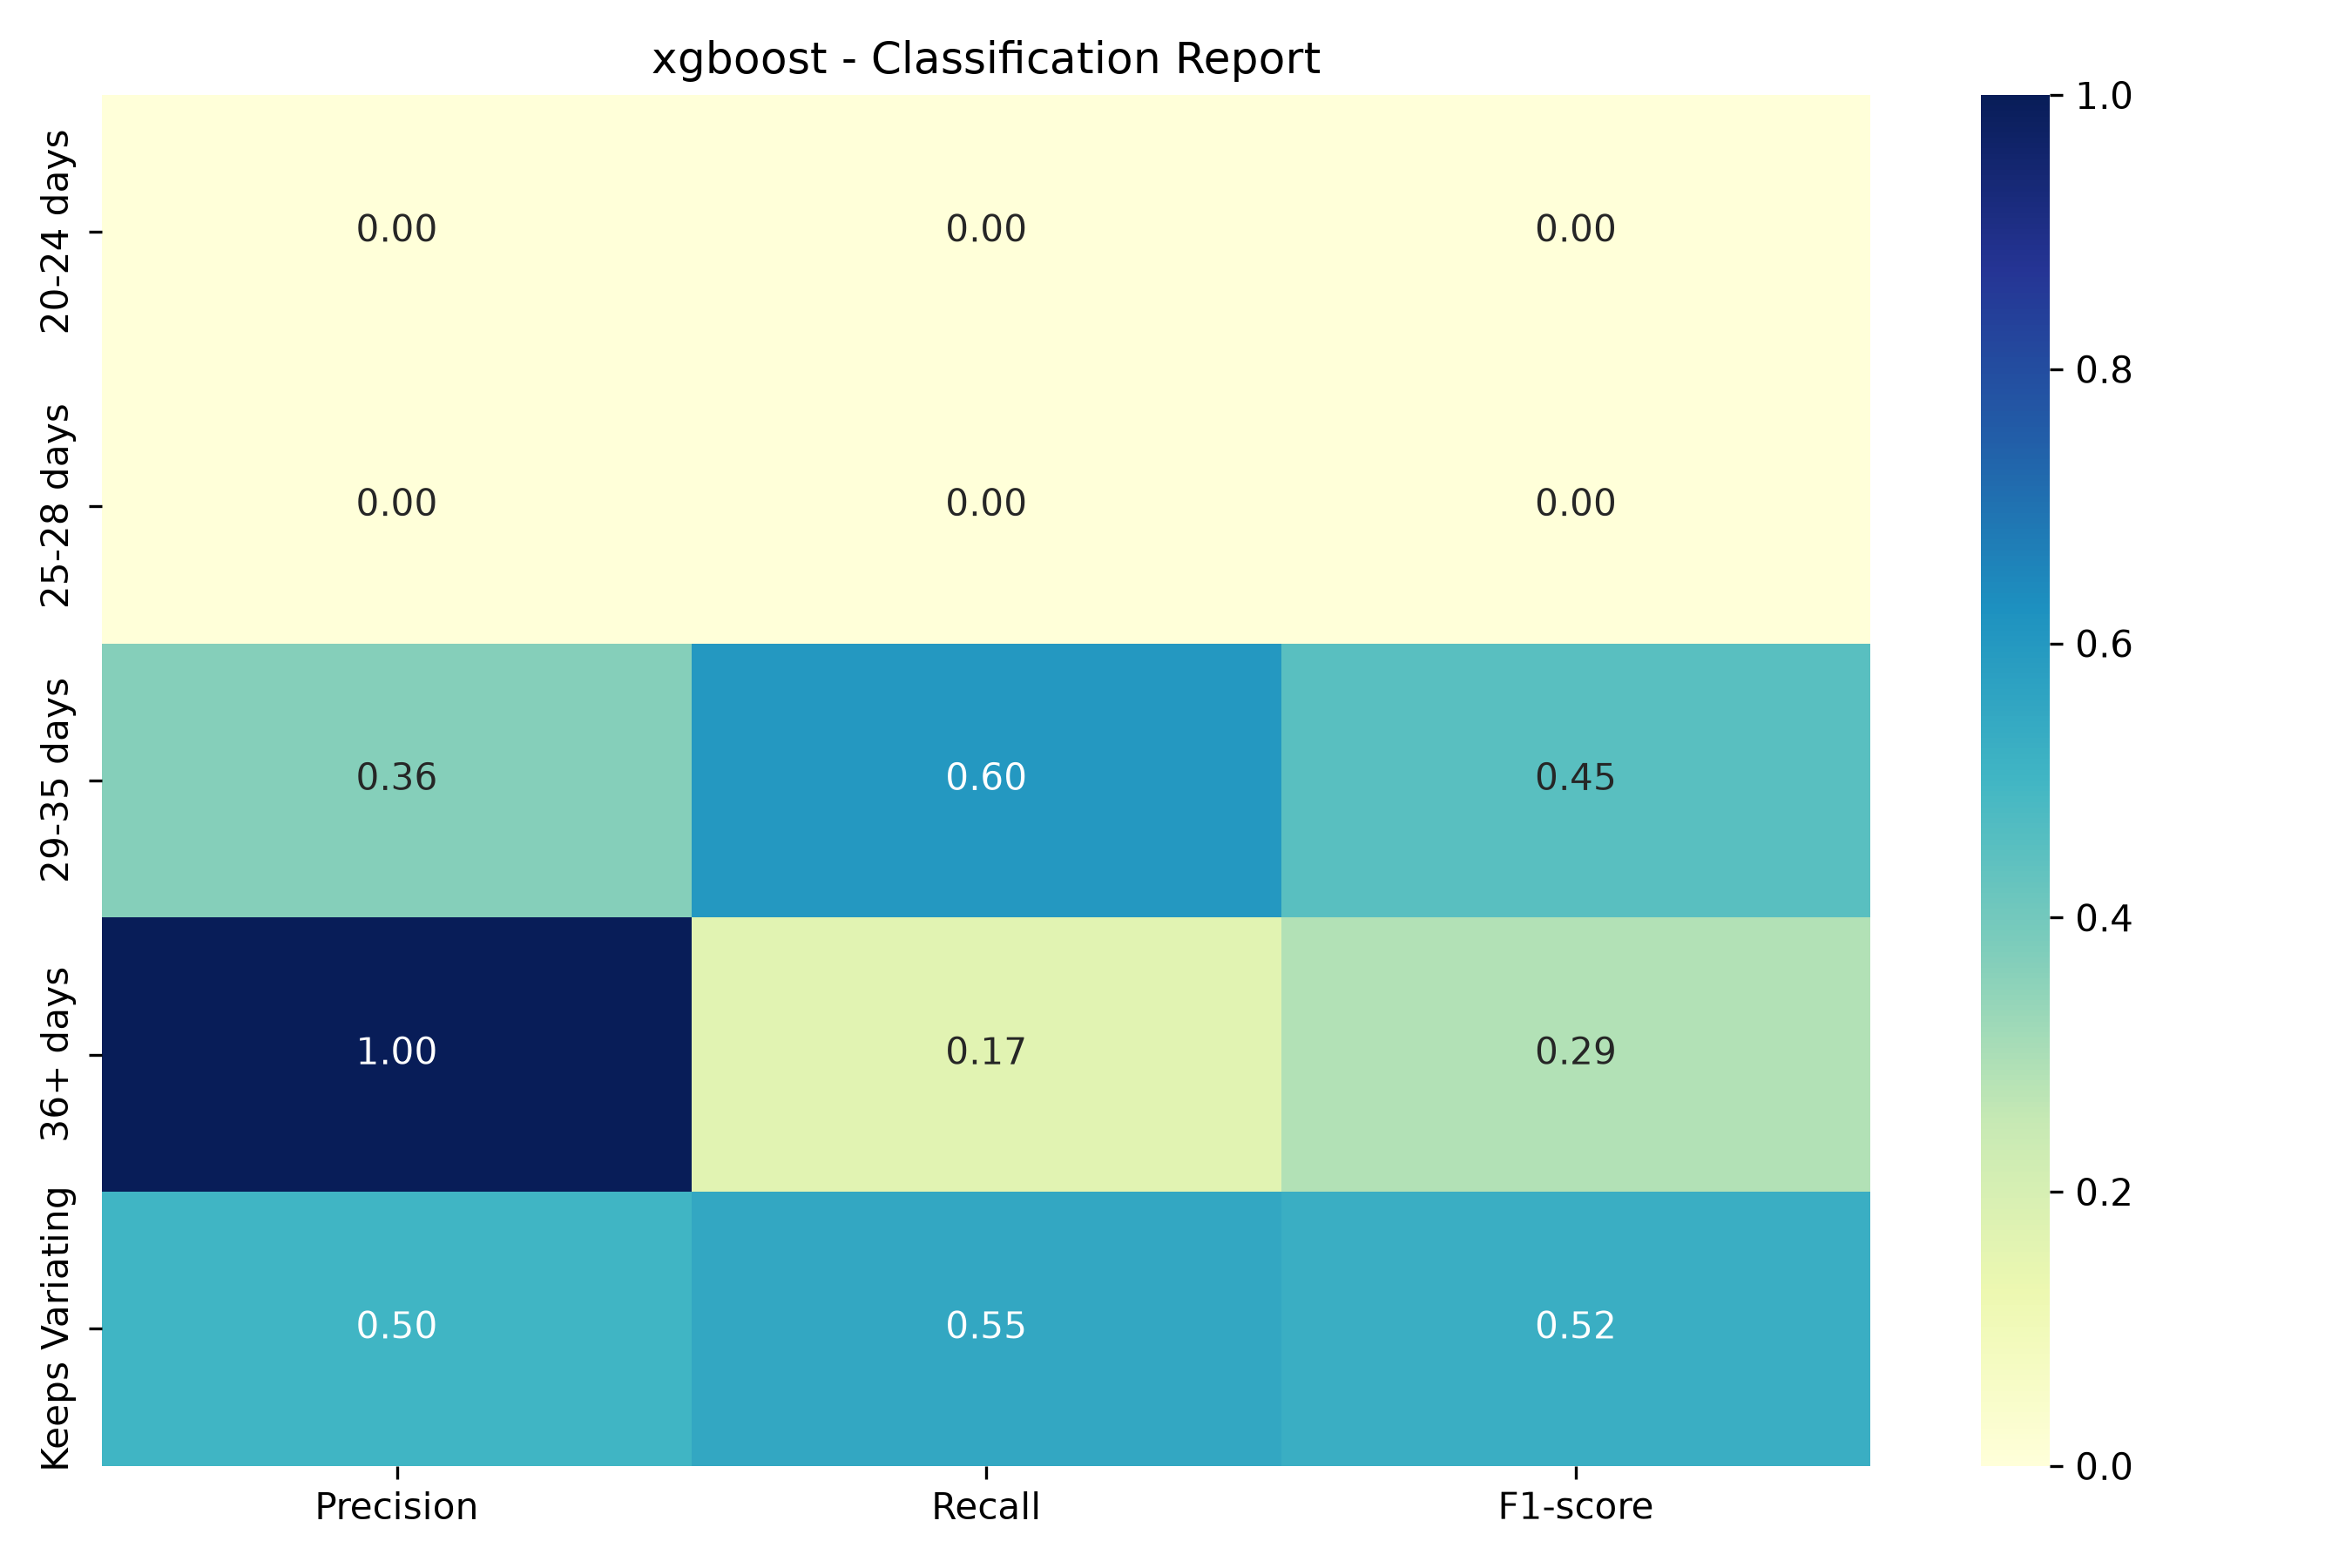 xgboost - Classification Report
20-24 days
0.00 0.00 0.00
25-28 days
0.00 0.00 0.00
29-35 days
0.36 0.60 0.45
36+ days
1.00 0.17 0.29
Keeps Variating
0.50 0.55 0.52
Precision Recall F1-score
1.0
0.8
0.6
0.4
0.2
0.0